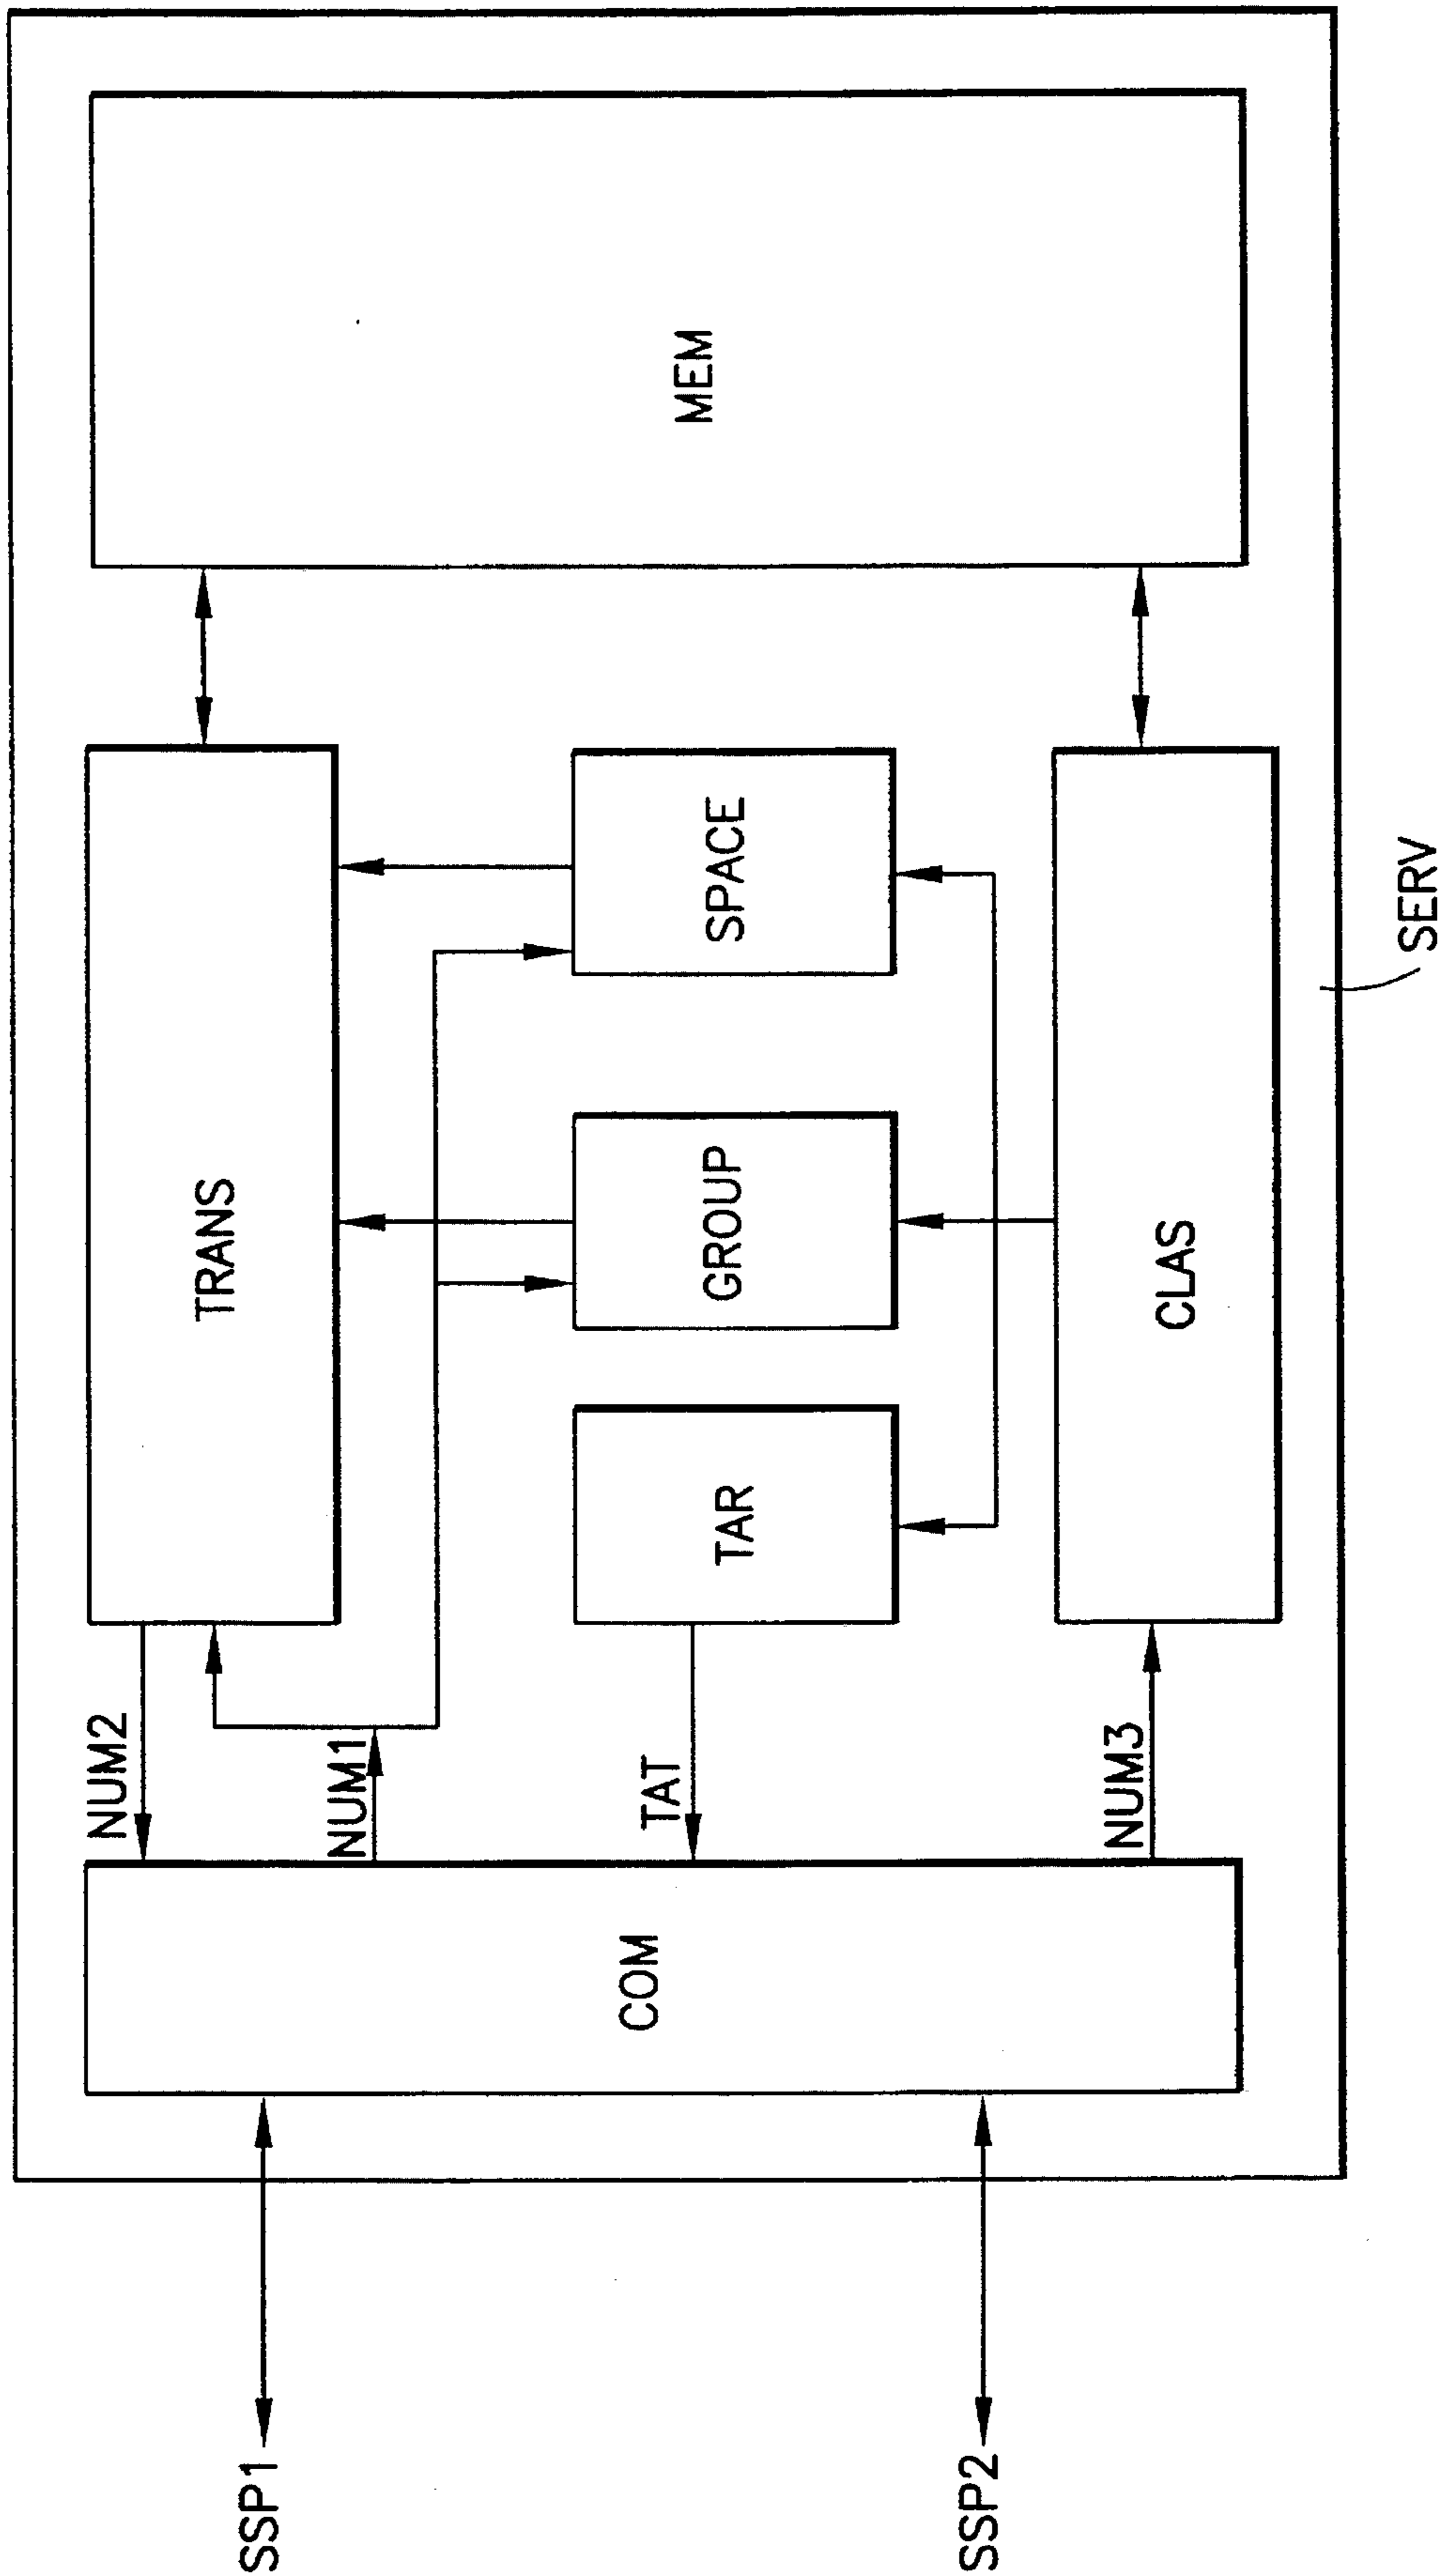 SSP1
SSP2
COM
NUM2
NUM1
TAT
NUM3
TRANS
TAR
GROUP
SPACE
CLAS
MEM
SERV